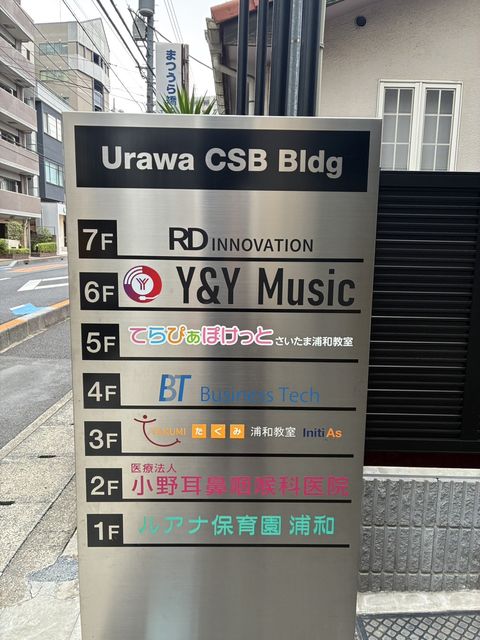 まつうら
Urawa CSB Bldg
7F RD INNOVATION
6F Y Y&Y Music
5F てらぴぁぽけっと さいたま浦和教室
4F BT Business Tech
3F TAKUMI たくみ 浦和教室 InitiAs
医療法人
2F 小野耳鼻咽喉科医院
1F ルアナ保育園 浦和